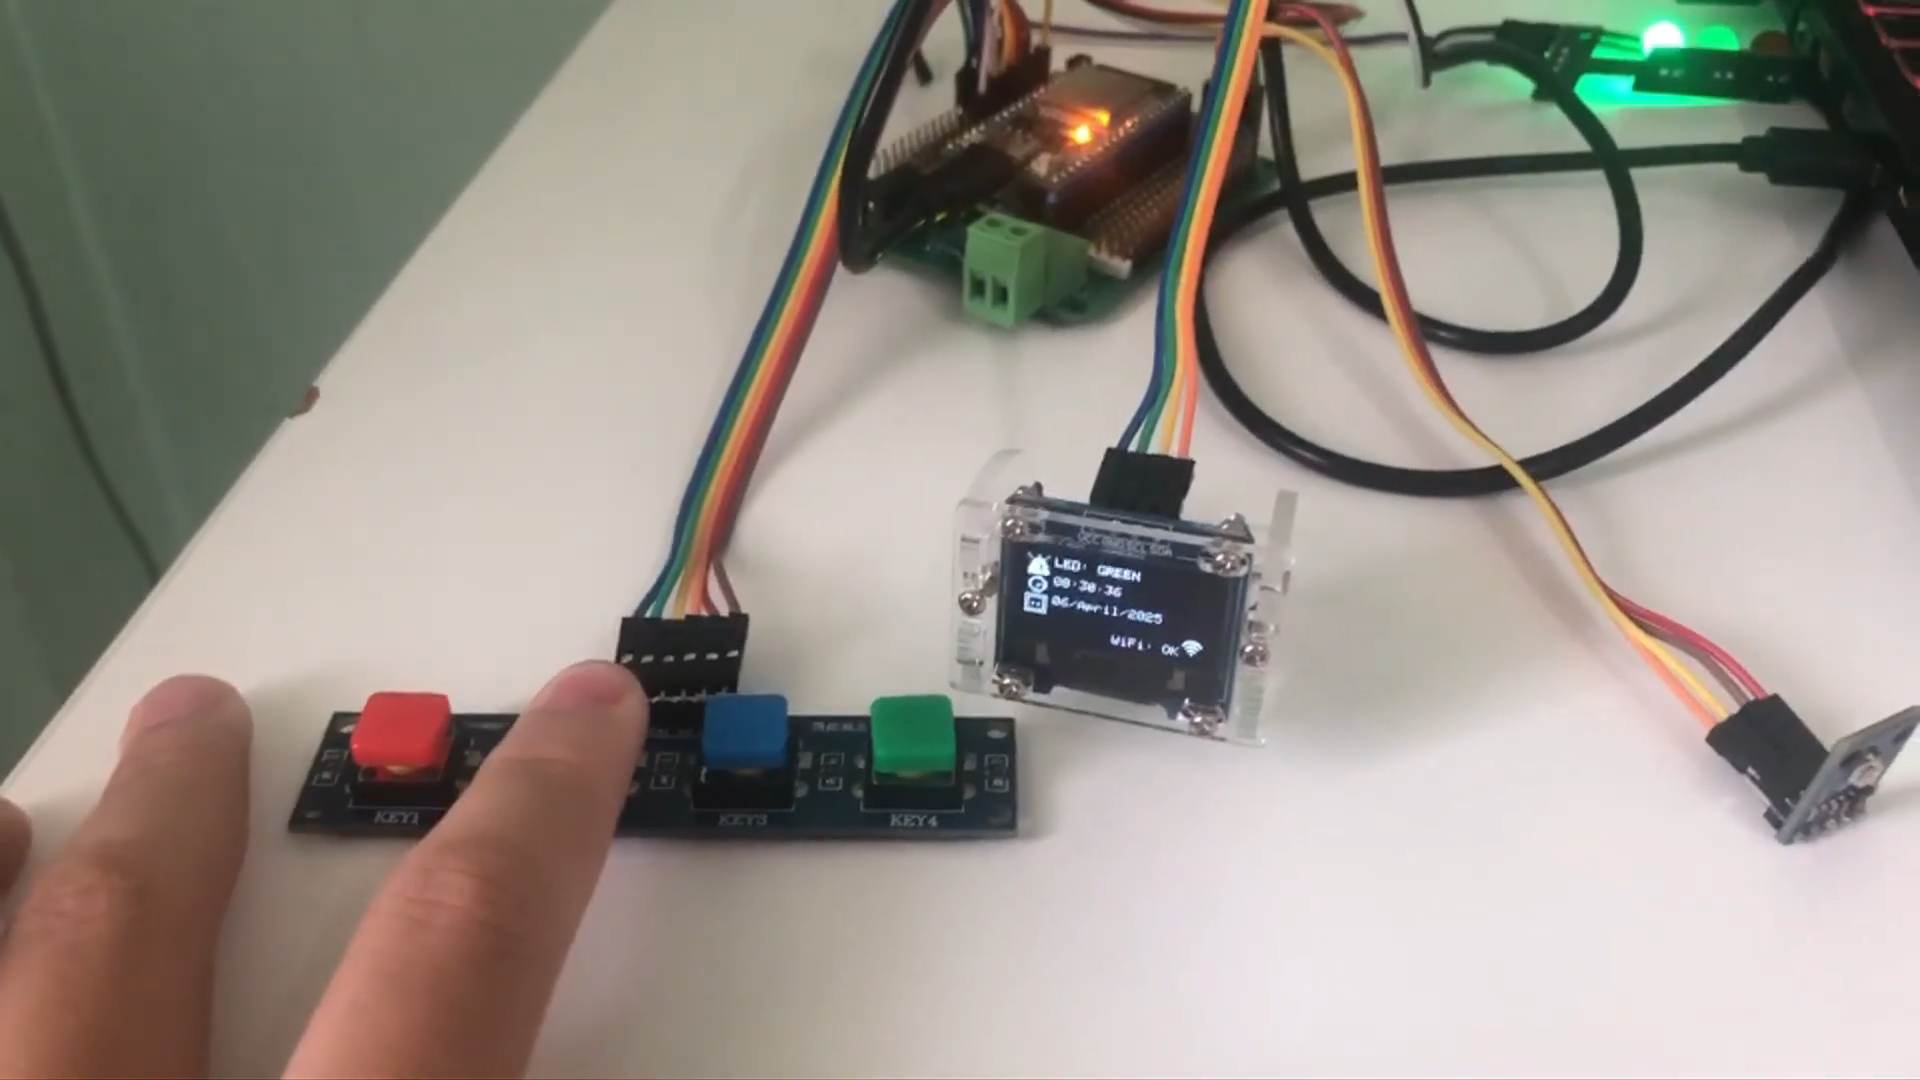 LED: GREEN
08:30:36
06/April/2025
WiFi: OK
KEY1
KEY3
KEY4